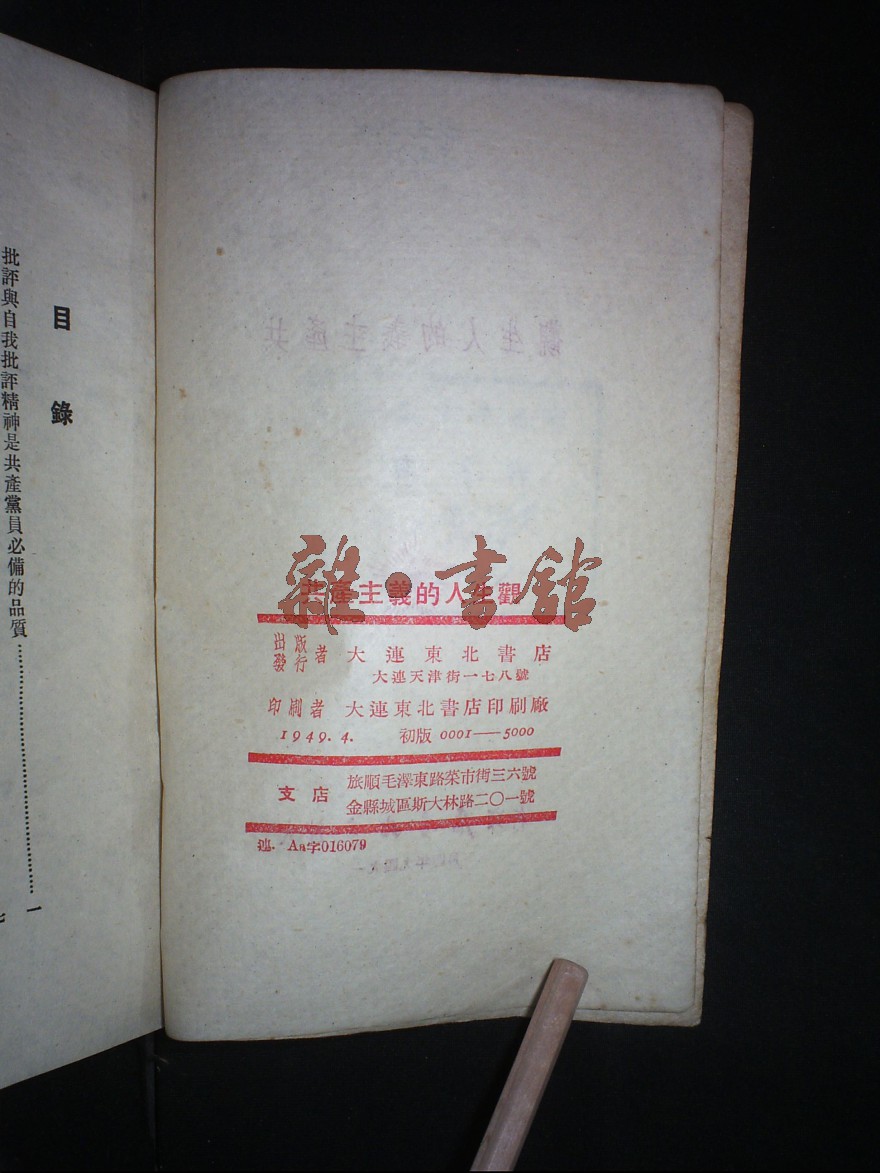 目錄
批評與自我批評精神是共產黨員必備的品質……………………一
七
雜·書館
共產主義的人生觀
出版
發行者 大連東北書店
大連天津街一七八號
印刷者 大連東北書店印刷廠
1949.4. 初版 0001——5000
支店 旅順毛澤東路菜市街三六號
金縣城區斯大林路二〇一號
連. Aa字016079